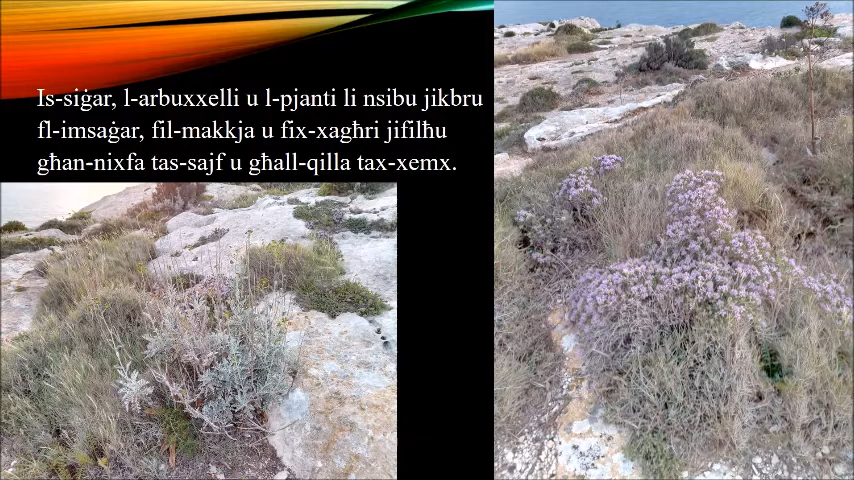 Is-siġar, l-arbuxxelli u l-pjanti li nsibu jikbru
fl-imsaġar, fil-makkja u fix-xagħri jifilħu
għan-nixfa tas-sajf u għall-qilla tax-xemx.